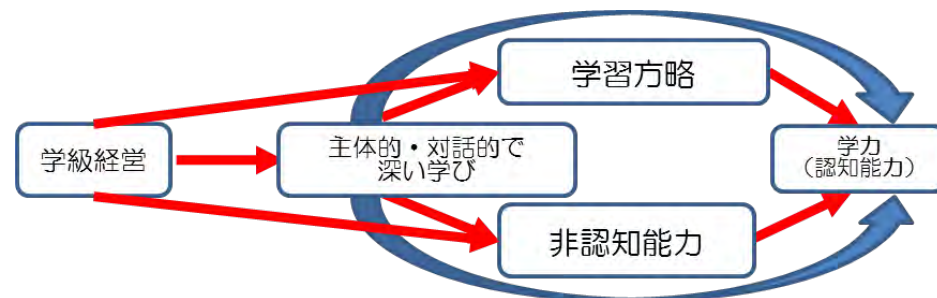 学習方略
学級経営
主体的・対話的で
深い学び
学力
（認知能力）
非認知能力